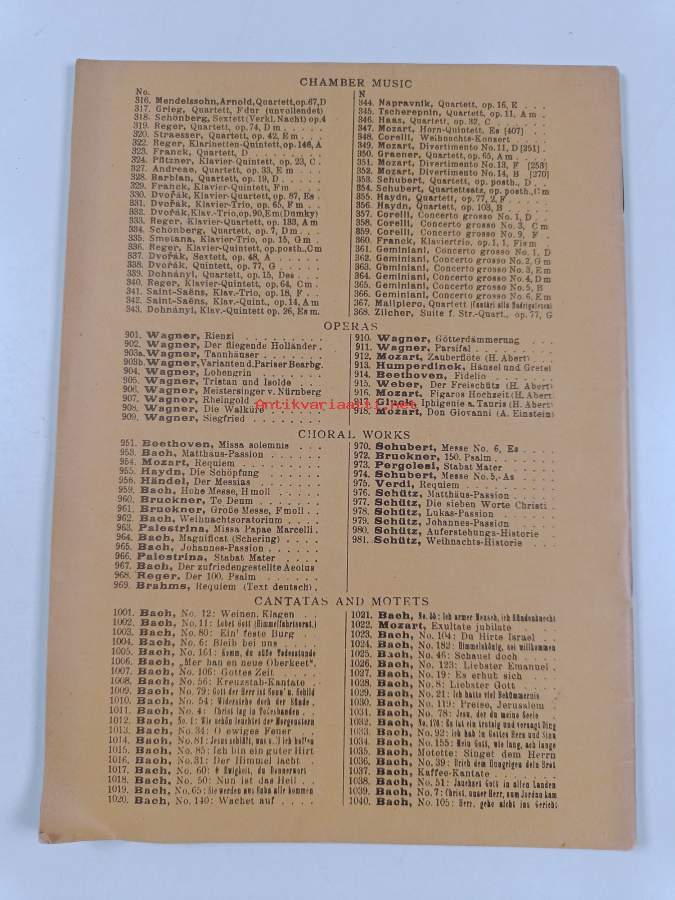 CHAMBER MUSIC
No.
316. Mendelssohn, Arnold, Quartett, op. 67, D
317. Grieg, Quartett, F dur (unvollendet)
318. Schönberg, Sextett (Verkl. Nacht) op. 4
319. Reger, Quartett, op. 74, D m . . . . .
320. Straesser, Quartett, op. 42, E m . . .
322. Reger, Klarinetten-Quintett, op. 146, A
323. Franck, Quartett, D . . . . . .
324. Pfitzner, Klavier-Quintett, op. 23, C .
327. Andreae, Quartett, op. 33, E m . . .
328. Barblan, Quartett, op. 19, D . . . . .
329. Franck, Klavier-Quintett, F m . . .
330. Dvořák, Klavier-Quartett, op. 87, Es .
331. Dvořák, Klavier-Trio, op. 65, F m . .
332. Dvořák, Klav.-Trio, op. 90, Em (Dumky)
333. Reger, Klavier-Quartett, op. 133, A m
334. Schönberg, Quartett, op. 7, D m . . .
335. Smetana, Klavier-Trio, op. 15, G m .
336. Reger, Klavier-Quintett, op. posth., C m
337. Dvořák, Sextett, op. 48, A . . . . .
338. Dvořák, Quintett, op. 77, G . . . . .
339. Dohnányi, Quartett, op. 15, Des . . .
340. Reger, Klavier-Quintett, op. 64, C m .
341. Saint-Saëns, Klav.-Trio, op. 18, F . .
342. Saint-Saëns, Klav.-Quint., op. 14, A m
343. Dohnányi, Klav.-Quintett op. 26, Es m.
N
344. Napravnik, Quartett, op. 16, E . . .
345. Tscherepnin, Quartett, op. 11, A m .
346. Haas, Quartett, op. 32, C . . . .
347. Mozart, Horn-Quintett, Es [407] . .
348. Corelli, Weihnachts-Konzert . . .
349. Mozart, Divertimento No. 11, D [251] .
350. Graener, Quartett, op. 65, A m . . .
351. Mozart, Divertimento No. 13, F [253]
352. Mozart, Divertimento No. 14, B [270]
353. Schubert, Quartett, op. posth., D . .
354. Schubert, Quartettsatz, op. posth., C m
355. Haydn, Quartett, op. 77, 2, F . . .
356. Haydn, Quartett, op. 103, B . . . .
357. Corelli, Concerto grosso No. 1, D . .
358. Corelli, Concerto grosso No. 3, C m
359. Corelli, Concerto grosso No. 9, F .
360. Franck, Klaviertrio, op. 1, 1, Fis m .
361. Geminiani, Concerto grosso No. 1, D
362. Geminiani, Concerto grosso No. 2, G m
363. Geminiani, Concerto grosso No. 3, E m
364. Geminiani, Concerto grosso No. 4, D m
365. Geminiani, Concerto grosso No. 5, B
366. Geminiani, Concerto grosso No. 6, E m
367. Malipiero, Quartett (Cantàri alla Madrigalesca)
368. Zilcher, Suite f. Str.-Quart., op. 77, G
OPERAS
901. Wagner, Rienzi . . . . . . . .
902. Wagner, Der fliegende Holländer .
903a. Wagner, Tannhäuser . . . . . .
903b. Wagner, Varianten d. Pariser Bearbg.
904. Wagner, Lohengrin . . . . . . .
905. Wagner, Tristan und Isolde . . .
906. Wagner, Meistersinger v. Nürnberg
907. Wagner, Rheingold . . . . . . .
908. Wagner, Die Walküre . . . . . .
909. Wagner, Siegfried . . . . . . .
910. Wagner, Götterdämmerung . . .
911. Wagner, Parsifal . . . . . . .
912. Mozart, Zauberflöte (H. Abert) . .
913. Humperdinck, Hänsel und Gretel
914. Beethoven, Fidelio . . . . .
915. Weber, Der Freischütz (H. Abert)
916. Mozart, Figaros Hochzeit (H. Abert)
917. Gluck, Iphigenie a. Tauris (H. Abert)
918. Mozart, Don Giovanni (A. Einstein)
Antikvariaatti.net
CHORAL WORKS
951. Beethoven, Missa solemnis . . .
953. Bach, Matthäus-Passion . . . . .
954. Mozart, Requiem . . . . . . . .
955. Haydn, Die Schöpfung . . . . . .
956. Händel, Der Messias . . . . . .
959. Bach, Hohe Messe, H moll . . . . .
960. Bruckner, Te Deum . . . . . .
961. Bruckner, Große Messe, F moll . .
962. Bach, Weihnachtsoratorium . . . .
963. Palestrina, Missa Papae Marcelli .
964. Bach, Magnificat (Schering) . . . .
965. Bach, Johannes-Passion . . . . . .
966. Palestrina, Stabat Mater . . . .
967. Bach, Der zufriedengestellte Aeolus
968. Reger, Der 100. Psalm . . . . . .
969. Brahms, Requiem (Text deutsch) .
970. Schubert, Messe No. 6, Es . . . .
972. Bruckner, 150. Psalm . . . . . .
973. Pergolesi, Stabat Mater . . . .
974. Schubert, Messe No. 5, As . . . .
975. Verdi, Requiem . . . . . . . .
976. Schütz, Matthäus-Passion . . . .
977. Schütz, Die sieben Worte Christi .
978. Schütz, Lukas-Passion . . . . .
979. Schütz, Johannes-Passion . . . .
980. Schütz, Auferstehungs-Historie . .
981. Schütz, Weihnachts-Historie . . .
CANTATAS AND MOTETS
1001. Bach, No. 12: Weinen, Klagen . . . .
1002. Bach, No. 11: Lobet Gott (Himmelfahrtsorat.)
1003. Bach, No. 80: Ein' feste Burg . . . .
1004. Bach, No. 6: Bleib bei uns . . . . .
1005. Bach, No. 161: Komm, du süße Todesstunde
1006. Bach, „Mer han en neue Oberkeet".
1007. Bach, No. 106: Gottes Zeit . . . . .
1008. Bach, No. 56: Kreuzstab-Kantate . .
1009. Bach, No. 79: Gott der Herr ist Sonn' u. Schild
1010. Bach, No. 54: Widerstehe doch der Sünde .
1011. Bach, No. 4: Christ lag in Todesbanden . .
1012. Bach, No. 1: Wie schön leuchtet der Morgenstern
1013. Bach, No. 34: O ewiges Feuer . . .
1014. Bach, No. 81: Jesus schläft, was soll ich hoffen
1015. Bach, No. 85: Ich bin ein guter Hirt
1016. Bach, No. 31: Der Himmel lacht .
1017. Bach, No. 60: O Ewigkeit, du Donnerwort
1018. Bach, No. 50: Nun ist das Heil . .
1019. Bach, No. 65: Sie werden aus Saba alle kommen
1020. Bach, No. 140: Wachet auf . . . .
1021. Bach, No. 55: Ich armer Mensch, ich Sündenknecht
1022. Mozart, Exultate jubilate . . . .
1023. Bach, No. 104: Du Hirte Israel . . .
1024. Bach, No. 182: Himmelskönig, sei willkommen
1025. Bach, No. 46: Schauet doch . . . .
1026. Bach, No. 123: Liebster Emanuel .
1027. Bach, No. 19: Es erhub sich . . . .
1028. Bach, No. 8: Liebster Gott . . . .
1029. Bach, No. 21: Ich hatte viel Bekümmernis .
1030. Bach, No. 119: Preise, Jerusalem .
1031. Bach, No. 78: Jesu, der du meine Seele . .
1032. Bach, No. 176: Es ist ein trotzig und verzagt Ding
1033. Bach, No. 92: Ich hab in Gottes Herz und Sinn
1034. Bach, No. 155: Mein Gott, wie lang, ach lange
1035. Bach, Motette: Singet dem Herrn
1036. Bach, No. 39: Brich dem Hungrigen dein Brot
1037. Bach, Kaffee-Kantate . . . . .
1038. Bach, No. 51: Jauchzet Gott in allen Landen
1039. Bach, No. 7: Christ, unser Herr, zum Jordan kam
1040. Bach, No. 105: Herr, gehe nicht ins Gericht